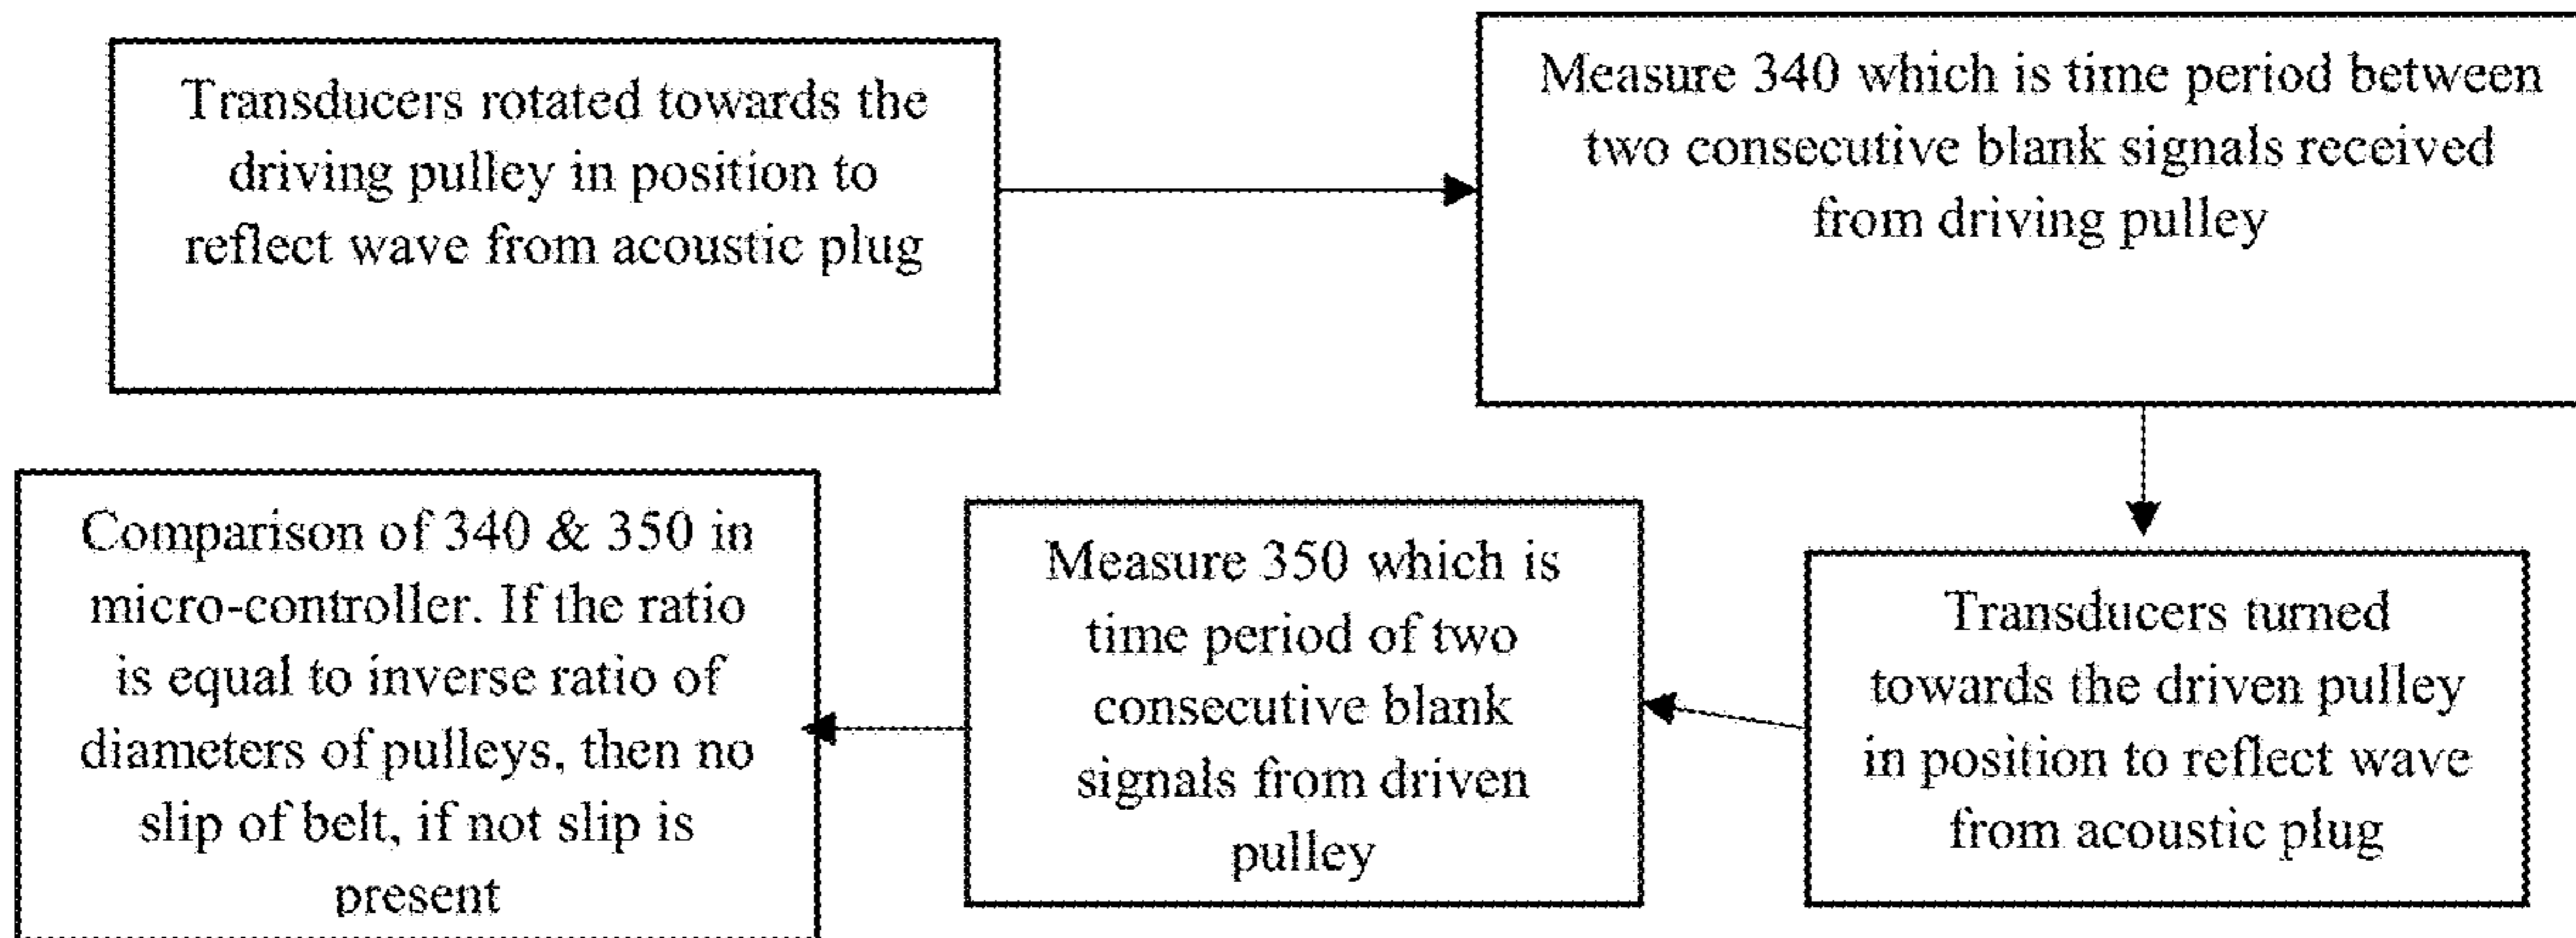 Transducers rotated towards the
driving pulley in position to
reflect wave from acoustic plug
Measure 340 which is time period between
two consecutive blank signals received
from driving pulley
Transducers turned
towards the driven pulley
in position to reflect wave
from acoustic plug
Measure 350 which is
time period of two
consecutive blank
signals from driven
pulley
Comparison of 340 & 350 in
micro-controller. If the ratio
is equal to inverse ratio of
diameters of pulleys, then no
slip of belt, if not slip is
present